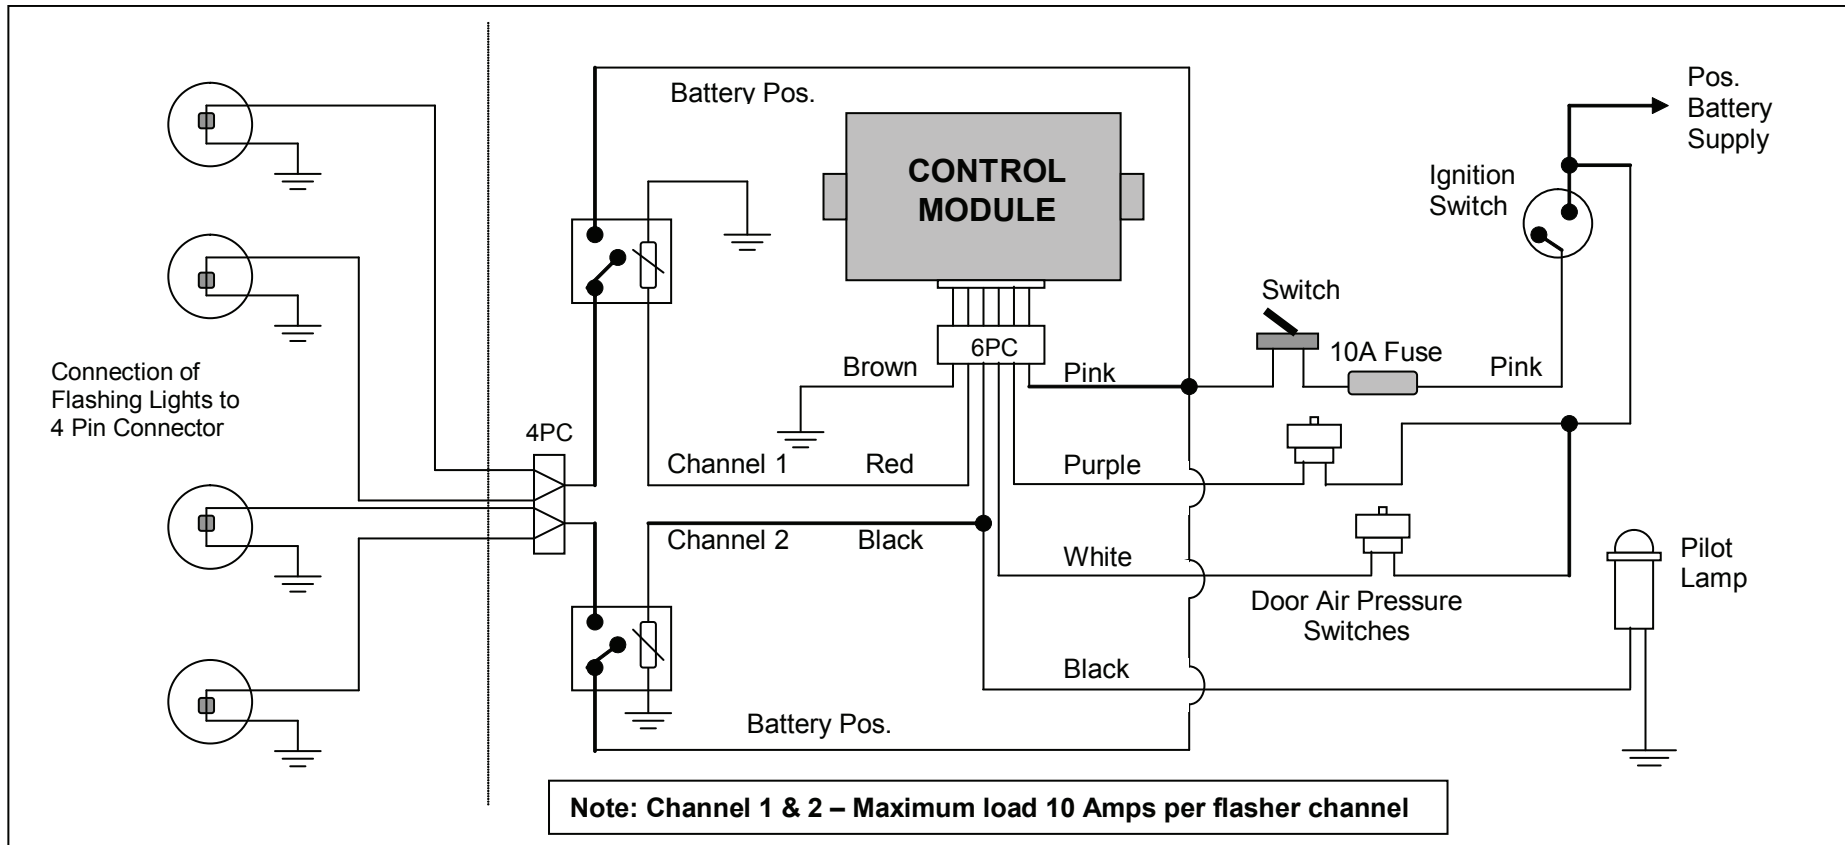 Battery Pos.
CONTROL
MODULE
Pos.
Battery
Supply
Ignition
Switch
Switch
10A Fuse
Pink
6PC
Brown
Pink
Connection of
Flashing Lights to
4 Pin Connector
4PC
Channel 1
Red
Purple
Channel 2
Black
White
Door Air Pressure
Switches
Pilot
Lamp
Black
Battery Pos.
Note: Channel 1 & 2 – Maximum load 10 Amps per flasher channel